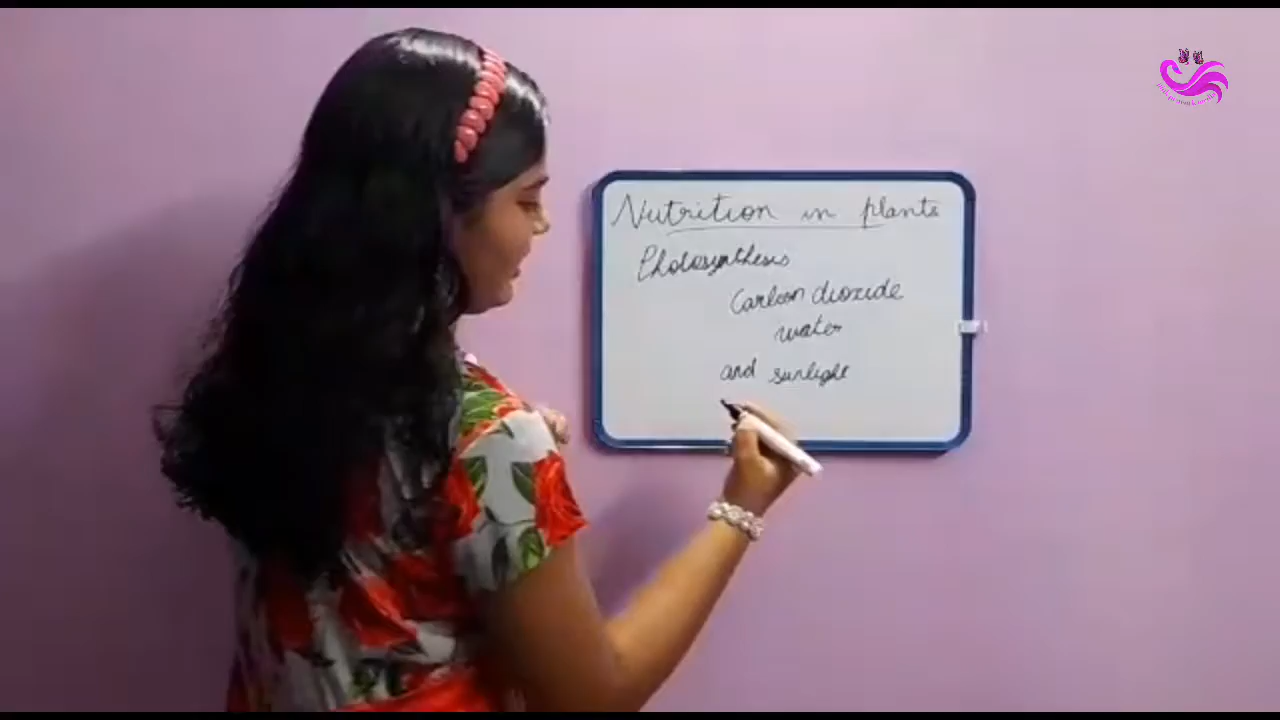 Nutrition in plants
Photosynthesis
Carbon dioxide
water
and sunlight